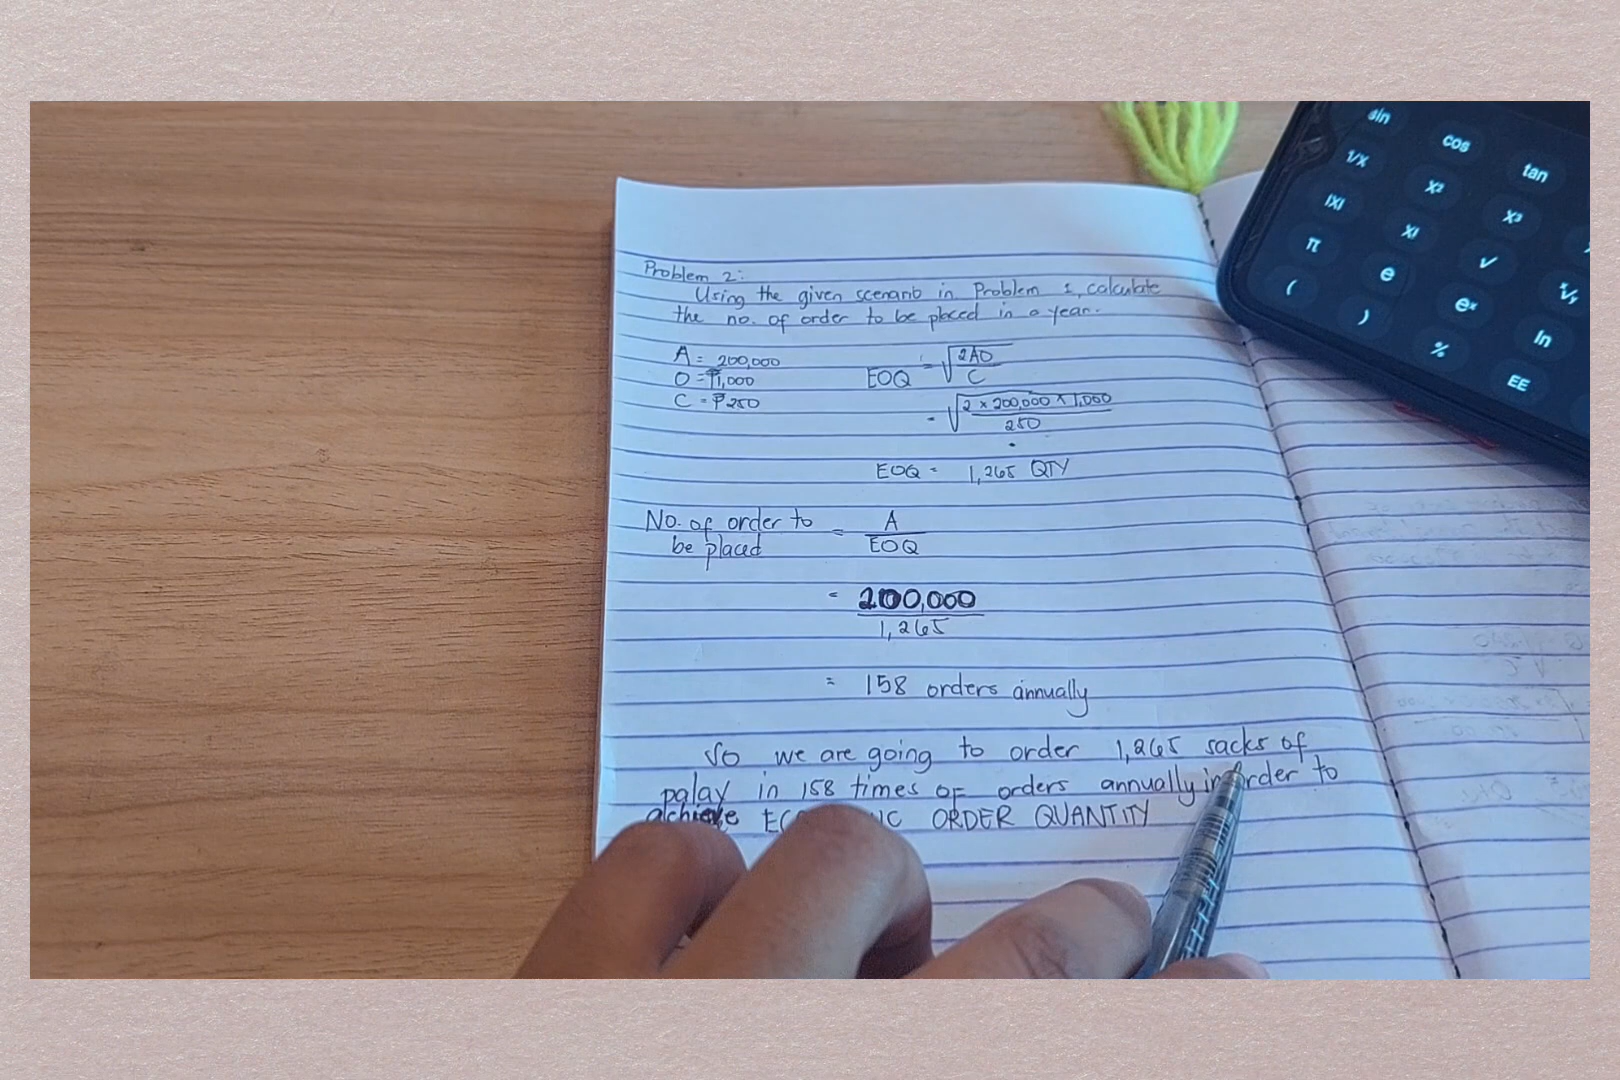 Problem 2:
Using the given scenario in Problem 1, calculate
the no. of order to be placed in a year.
A = 200,000
O = ₱1,000
C = ₱250
EOQ = √2AO
C
= √2 × 200,000 × 1,000
250
EOQ = 1,265 QTY
No. of order to
be placed
= A
EOQ
= 200,000
1,265
= 158 orders annually
So we are going to order 1,265 sacks of
palay in 158 times of orders annually in order to
achieve ORDER QUANTITY
sin cos tan
1/x x² x³
|x| x! √
π e eˣ ln
( ) % EE